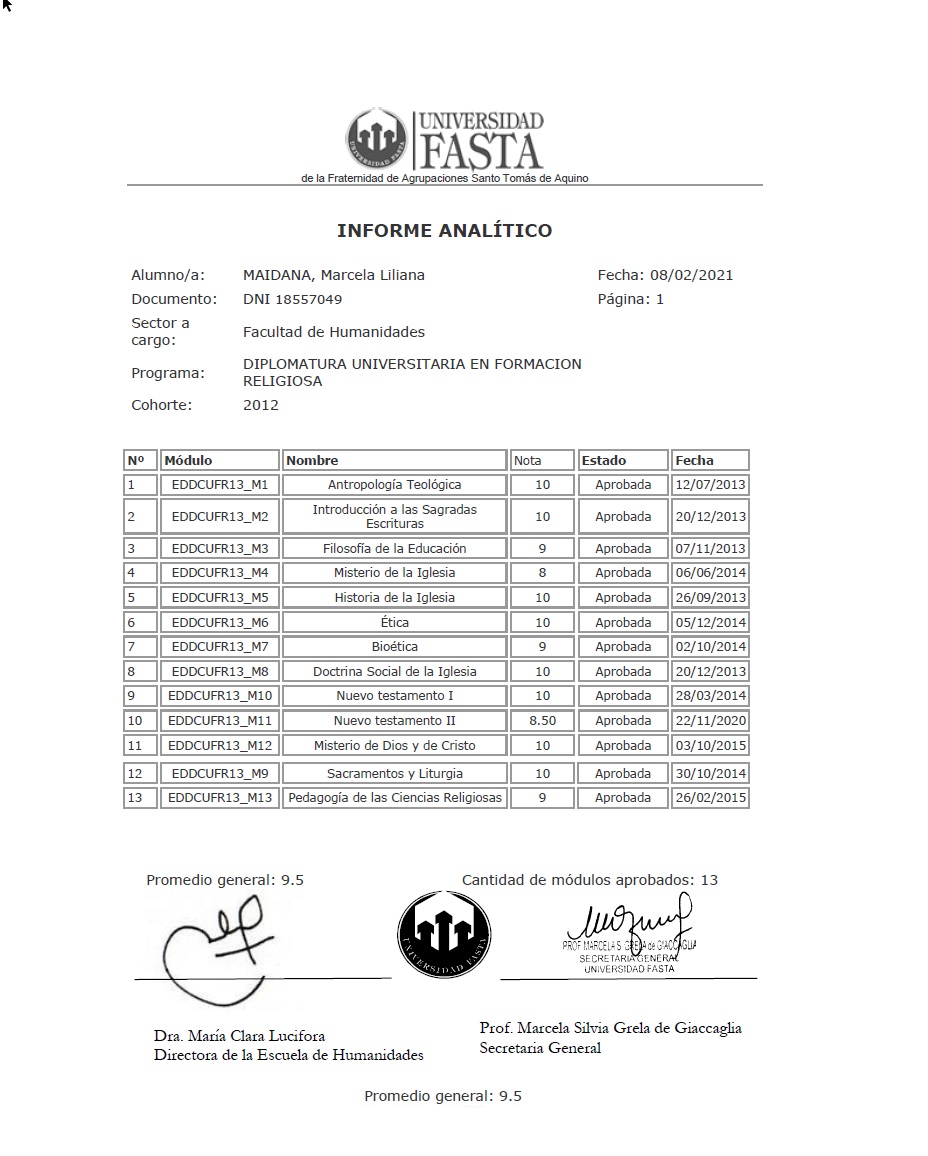 UNIVERSIDAD
FASTA
UNIVERSIDAD FASTA
de la Fraternidad de Agrupaciones Santo Tomás de Aquino
INFORME ANALÍTICO
Alumno/a: MAIDANA, Marcela Liliana Fecha: 08/02/2021
Documento: DNI 18557049 Página: 1
Sector a
cargo: Facultad de Humanidades
Programa: DIPLOMATURA UNIVERSITARIA EN FORMACION
RELIGIOSA
Cohorte: 2012
Nº Módulo Nombre Nota Estado Fecha
1 EDDCUFR13_M1 Antropología Teológica 10 Aprobada 12/07/2013
2 EDDCUFR13_M2 Introducción a las Sagradas
Escrituras 10 Aprobada 20/12/2013
3 EDDCUFR13_M3 Filosofía de la Educación 9 Aprobada 07/11/2013
4 EDDCUFR13_M4 Misterio de la Iglesia 8 Aprobada 06/06/2014
5 EDDCUFR13_M5 Historia de la Iglesia 10 Aprobada 26/09/2013
6 EDDCUFR13_M6 Ética 10 Aprobada 05/12/2014
7 EDDCUFR13_M7 Bioética 9 Aprobada 02/10/2014
8 EDDCUFR13_M8 Doctrina Social de la Iglesia 10 Aprobada 20/12/2013
9 EDDCUFR13_M10 Nuevo testamento I 10 Aprobada 28/03/2014
10 EDDCUFR13_M11 Nuevo testamento II 8.50 Aprobada 22/11/2020
11 EDDCUFR13_M12 Misterio de Dios y de Cristo 10 Aprobada 03/10/2015
12 EDDCUFR13_M9 Sacramentos y Liturgia 10 Aprobada 30/10/2014
13 EDDCUFR13_M13 Pedagogía de las Ciencias Religiosas 9 Aprobada 26/02/2015
Promedio general: 9.5 Cantidad de módulos aprobados: 13
UNIVERSIDAD FASTA
PROF. MARCELA S. GRELA de GIACCAGLIA
SECRETARIA GENERAL
UNIVERSIDAD FASTA
Dra. María Clara Lucifora
Directora de la Escuela de Humanidades
Prof. Marcela Silvia Grela de Giaccaglia
Secretaria General
Promedio general: 9.5